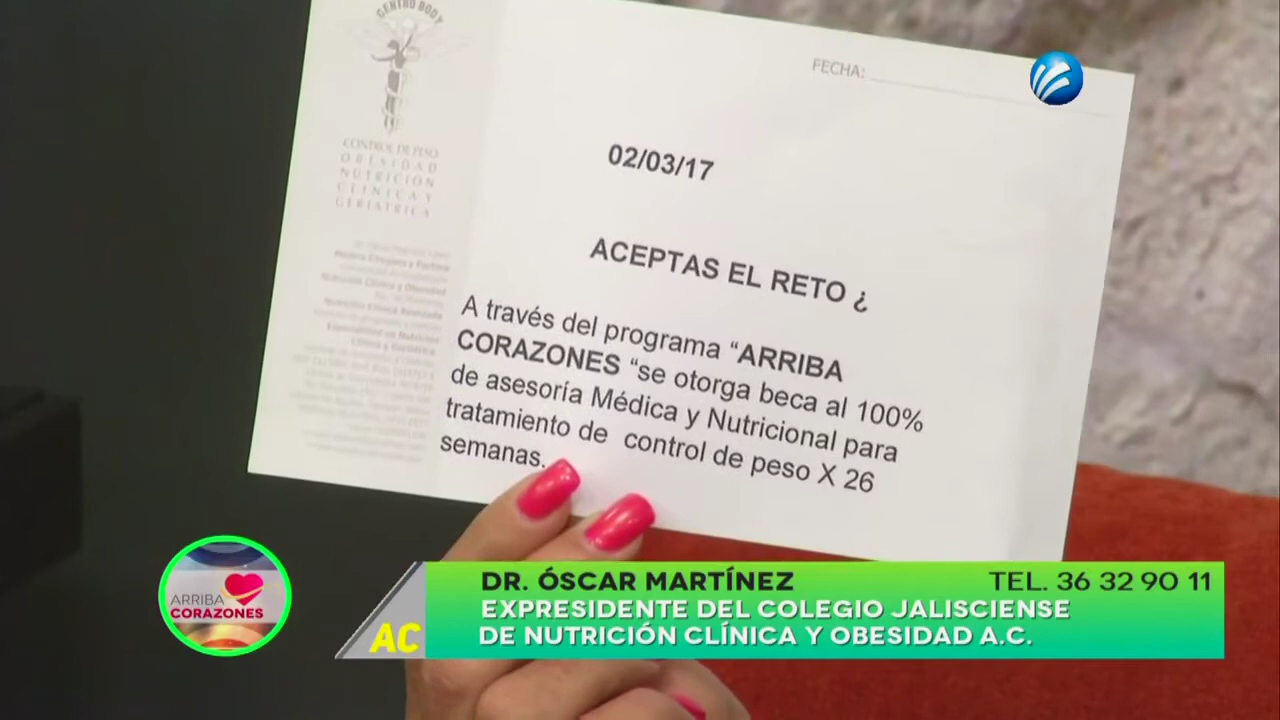 CENTRO BODY
CONTROL DE PESO
OBESIDAD
NUTRICIÓN
CLINICA Y
GERIATRICA
FECHA:
02/03/17
ACEPTAS EL RETO ¿
A través del programa “ARRIBA
CORAZONES “se otorga beca al 100%
de asesoría Médica y Nutricional para
tratamiento de control de peso X 26
semanas.
ARRIBA
CORAZONES
AC
DR. ÓSCAR MARTÍNEZ TEL. 36 32 90 11
EXPRESIDENTE DEL COLEGIO JALISCIENSE
DE NUTRICIÓN CLÍNICA Y OBESIDAD A.C.